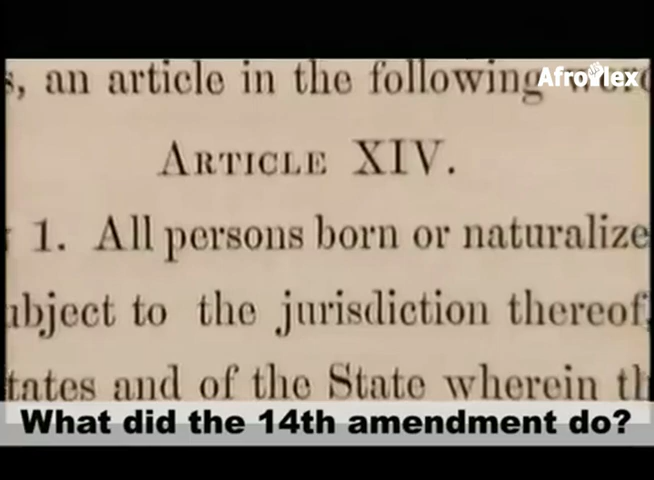 AfroFlex
, an article in the following
ARTICLE XIV.
1. All persons born or naturalize
bject to the jurisdiction thereof,
tates and of the State wherein th
What did the 14th amendment do?